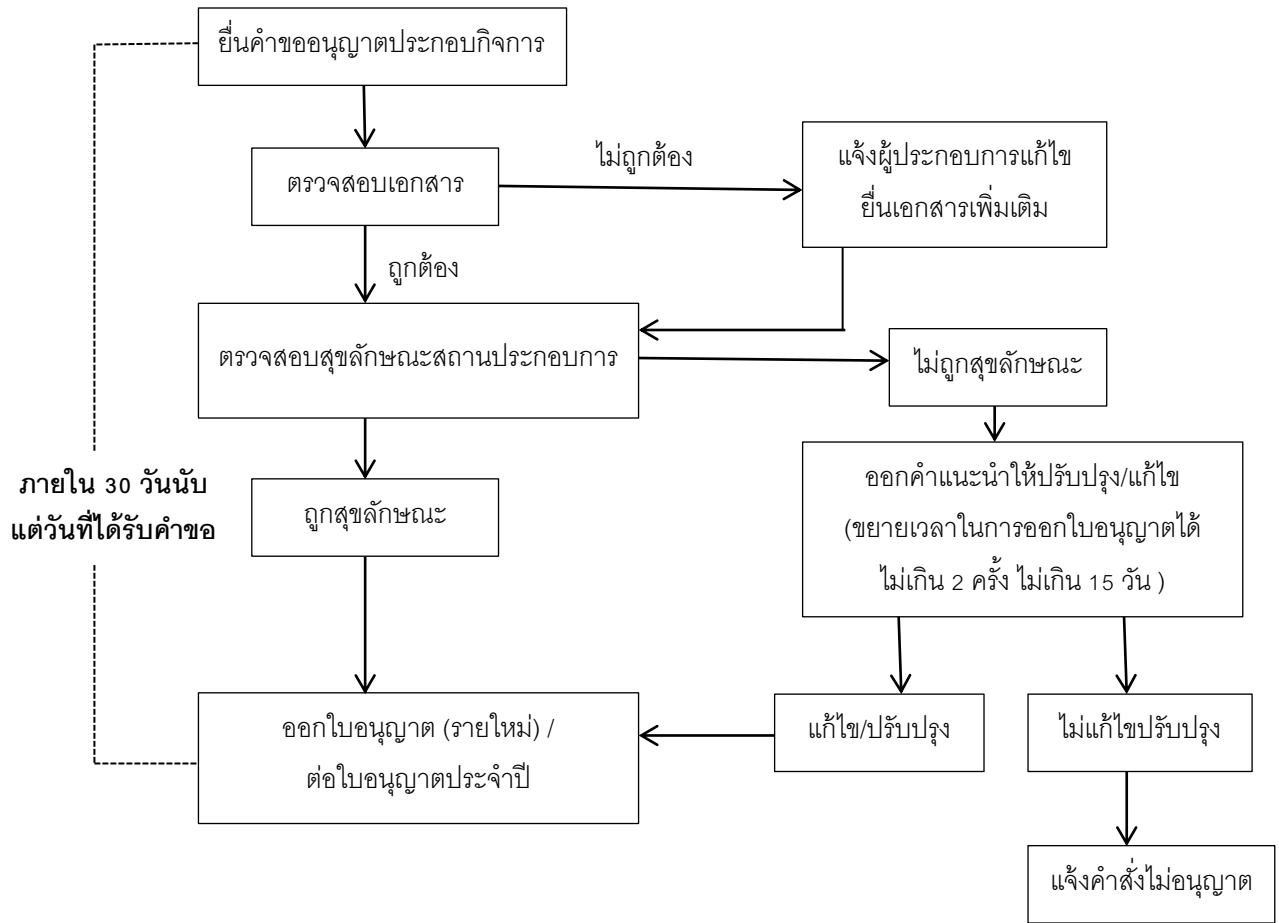 ยื่นคำขออนุญาตประกอบกิจการ
ตรวจสอบเอกสาร
ไม่ถูกต้อง
แจ้งผู้ประกอบการแก้ไข
ยื่นเอกสารเพิ่มเติม
ถูกต้อง
ตรวจสอบสุขลักษณะสถานประกอบการ
ไม่ถูกสุขลักษณะ
ภายใน 30 วันนับ
แต่วันที่ได้รับคำขอ
ถูกสุขลักษณะ
ออกคำแนะนำให้ปรับปรุง/แก้ไข
(ขยายเวลาในการออกใบอนุญาตได้
ไม่เกิน 2 ครั้ง ไม่เกิน 15 วัน )
ออกใบอนุญาต (รายใหม่) /
ต่อใบอนุญาตประจำปี
แก้ไข/ปรับปรุง
ไม่แก้ไขปรับปรุง
แจ้งคำสั่งไม่อนุญาต